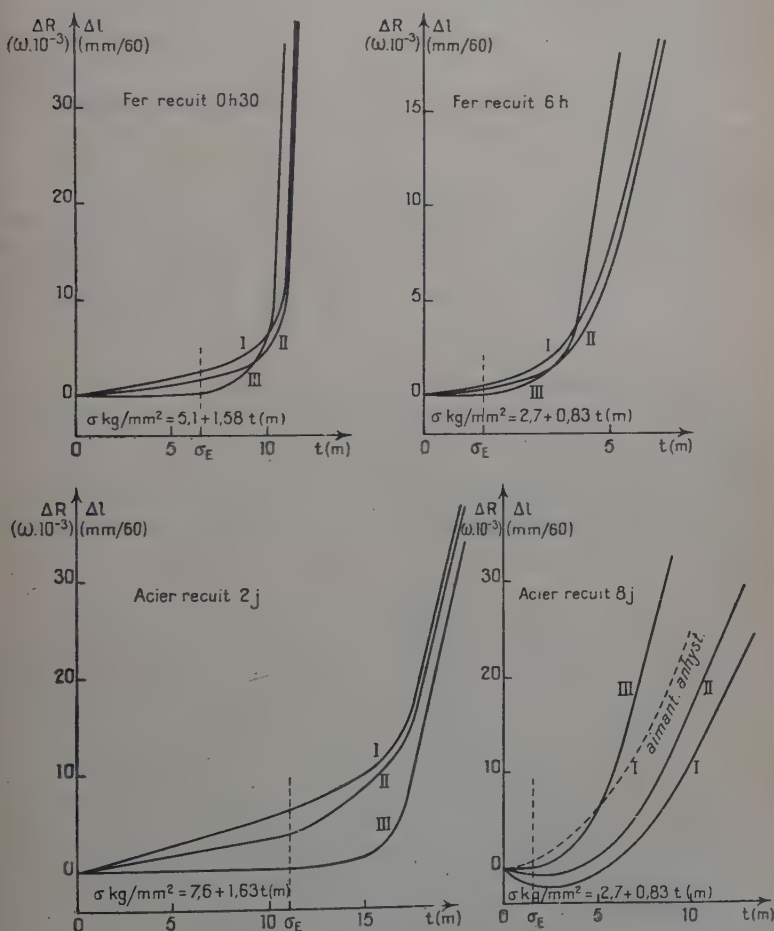 ΔR Δl
(ω.10⁻³) (mm/60)
Fer recuit 0h30
30
20
10
0
I
II
III
σ kg/mm² = 5,1 + 1,58 t(m)
0 5 σE 10 t(m)
ΔR Δl
(ω.10⁻³) (mm/60)
Fer recuit 6h
15
10
5
0
I
II
III
σ kg/mm² = 2,7 + 0,83 t(m)
0 σE 5 t(m)
ΔR Δl
(ω.10⁻³) (mm/60)
Acier recuit 2j
30
20
10
0
I
II
III
σ kg/mm² = 7,6 + 1,63 t(m)
0 5 10 σE 15 t(m)
ΔR Δl
(ω.10⁻³) (mm/60)
Acier recuit 8j
30
20
10
0
III
aimant. anhyst.
II
I
I
σ kg/mm² = 2,7 + 0,83 t(m)
0 σE 5 10 t(m)